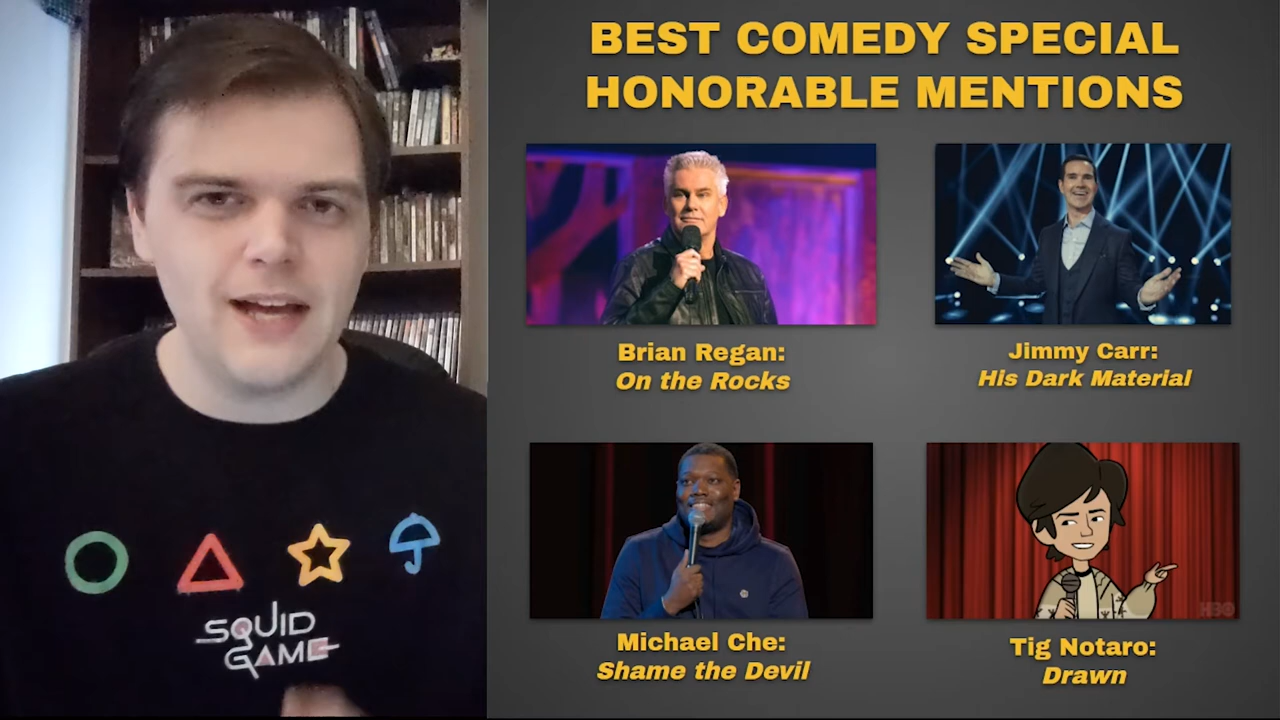 BEST COMEDY SPECIAL
HONORABLE MENTIONS
Brian Regan:
On the Rocks
Jimmy Carr:
His Dark Material
Michael Che:
Shame the Devil
HBO
Tig Notaro:
Drawn
SQUID
GAME